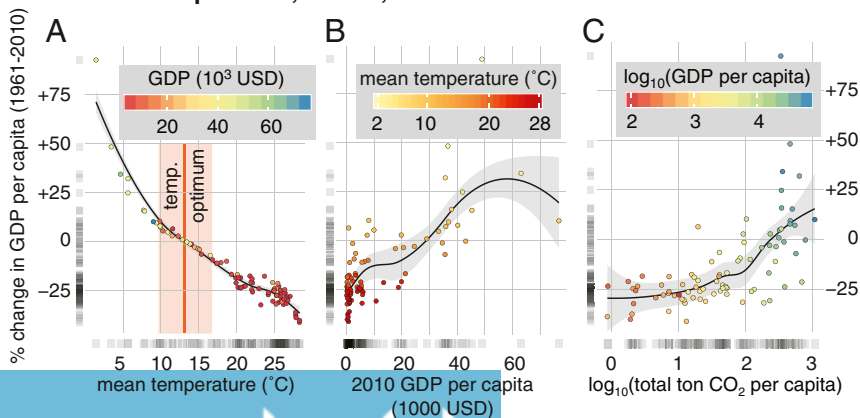 A
B
C
% change in GDP per capita (1961-2010)
GDP (10³ USD)
20 40 60
+75
+50
+25
0
−25
temp.
optimum
5 10 15 20 25
mean temperature (˚C)
mean temperature (˚C)
2 10 20 28
0 20 40 60
2010 GDP per capita
(1000 USD)
log₁₀(GDP per capita)
2 3 4
+75
+50
+25
0
−25
0 1 2 3
log₁₀(total ton CO₂ per capita)